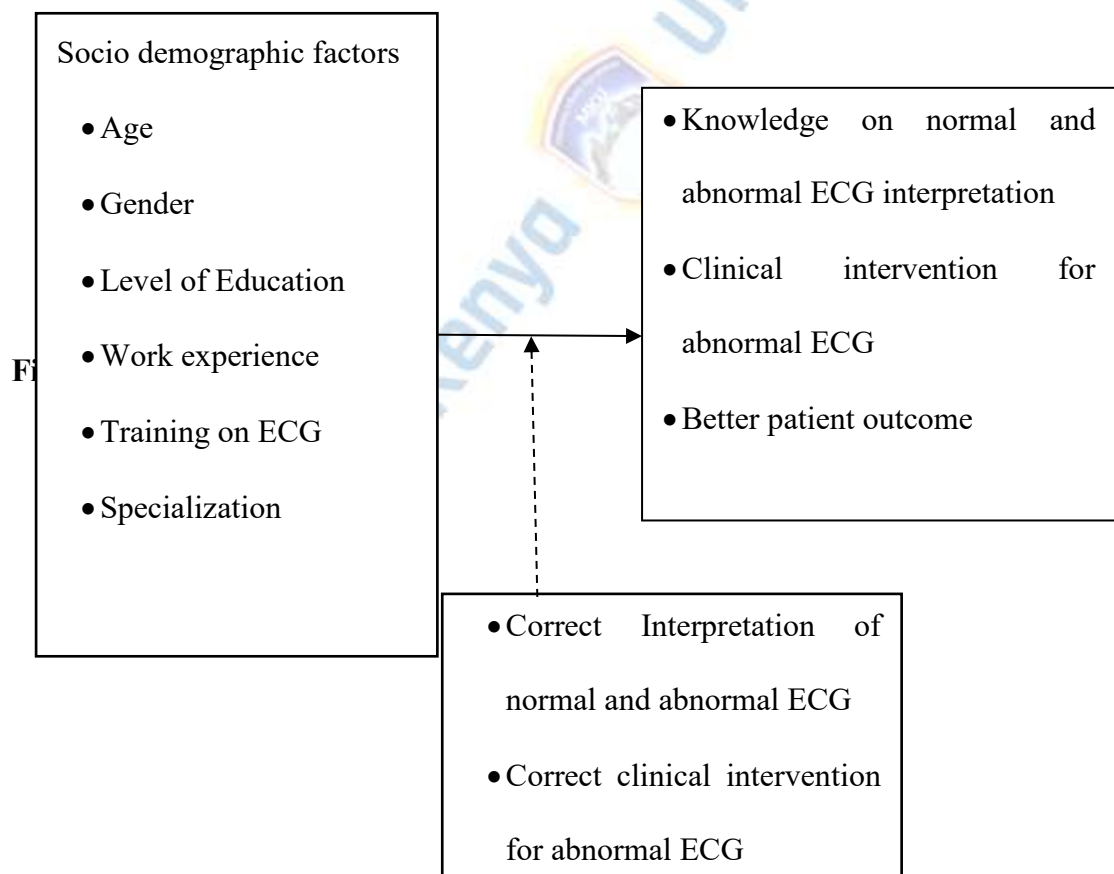 Socio demographic factors
• Age
• Gender
• Level of Education
• Work experience
• Training on ECG
• Specialization
• Knowledge on normal and
abnormal ECG interpretation
• Clinical intervention for
abnormal ECG
• Better patient outcome
• Correct Interpretation of
normal and abnormal ECG
• Correct clinical intervention
for abnormal ECG